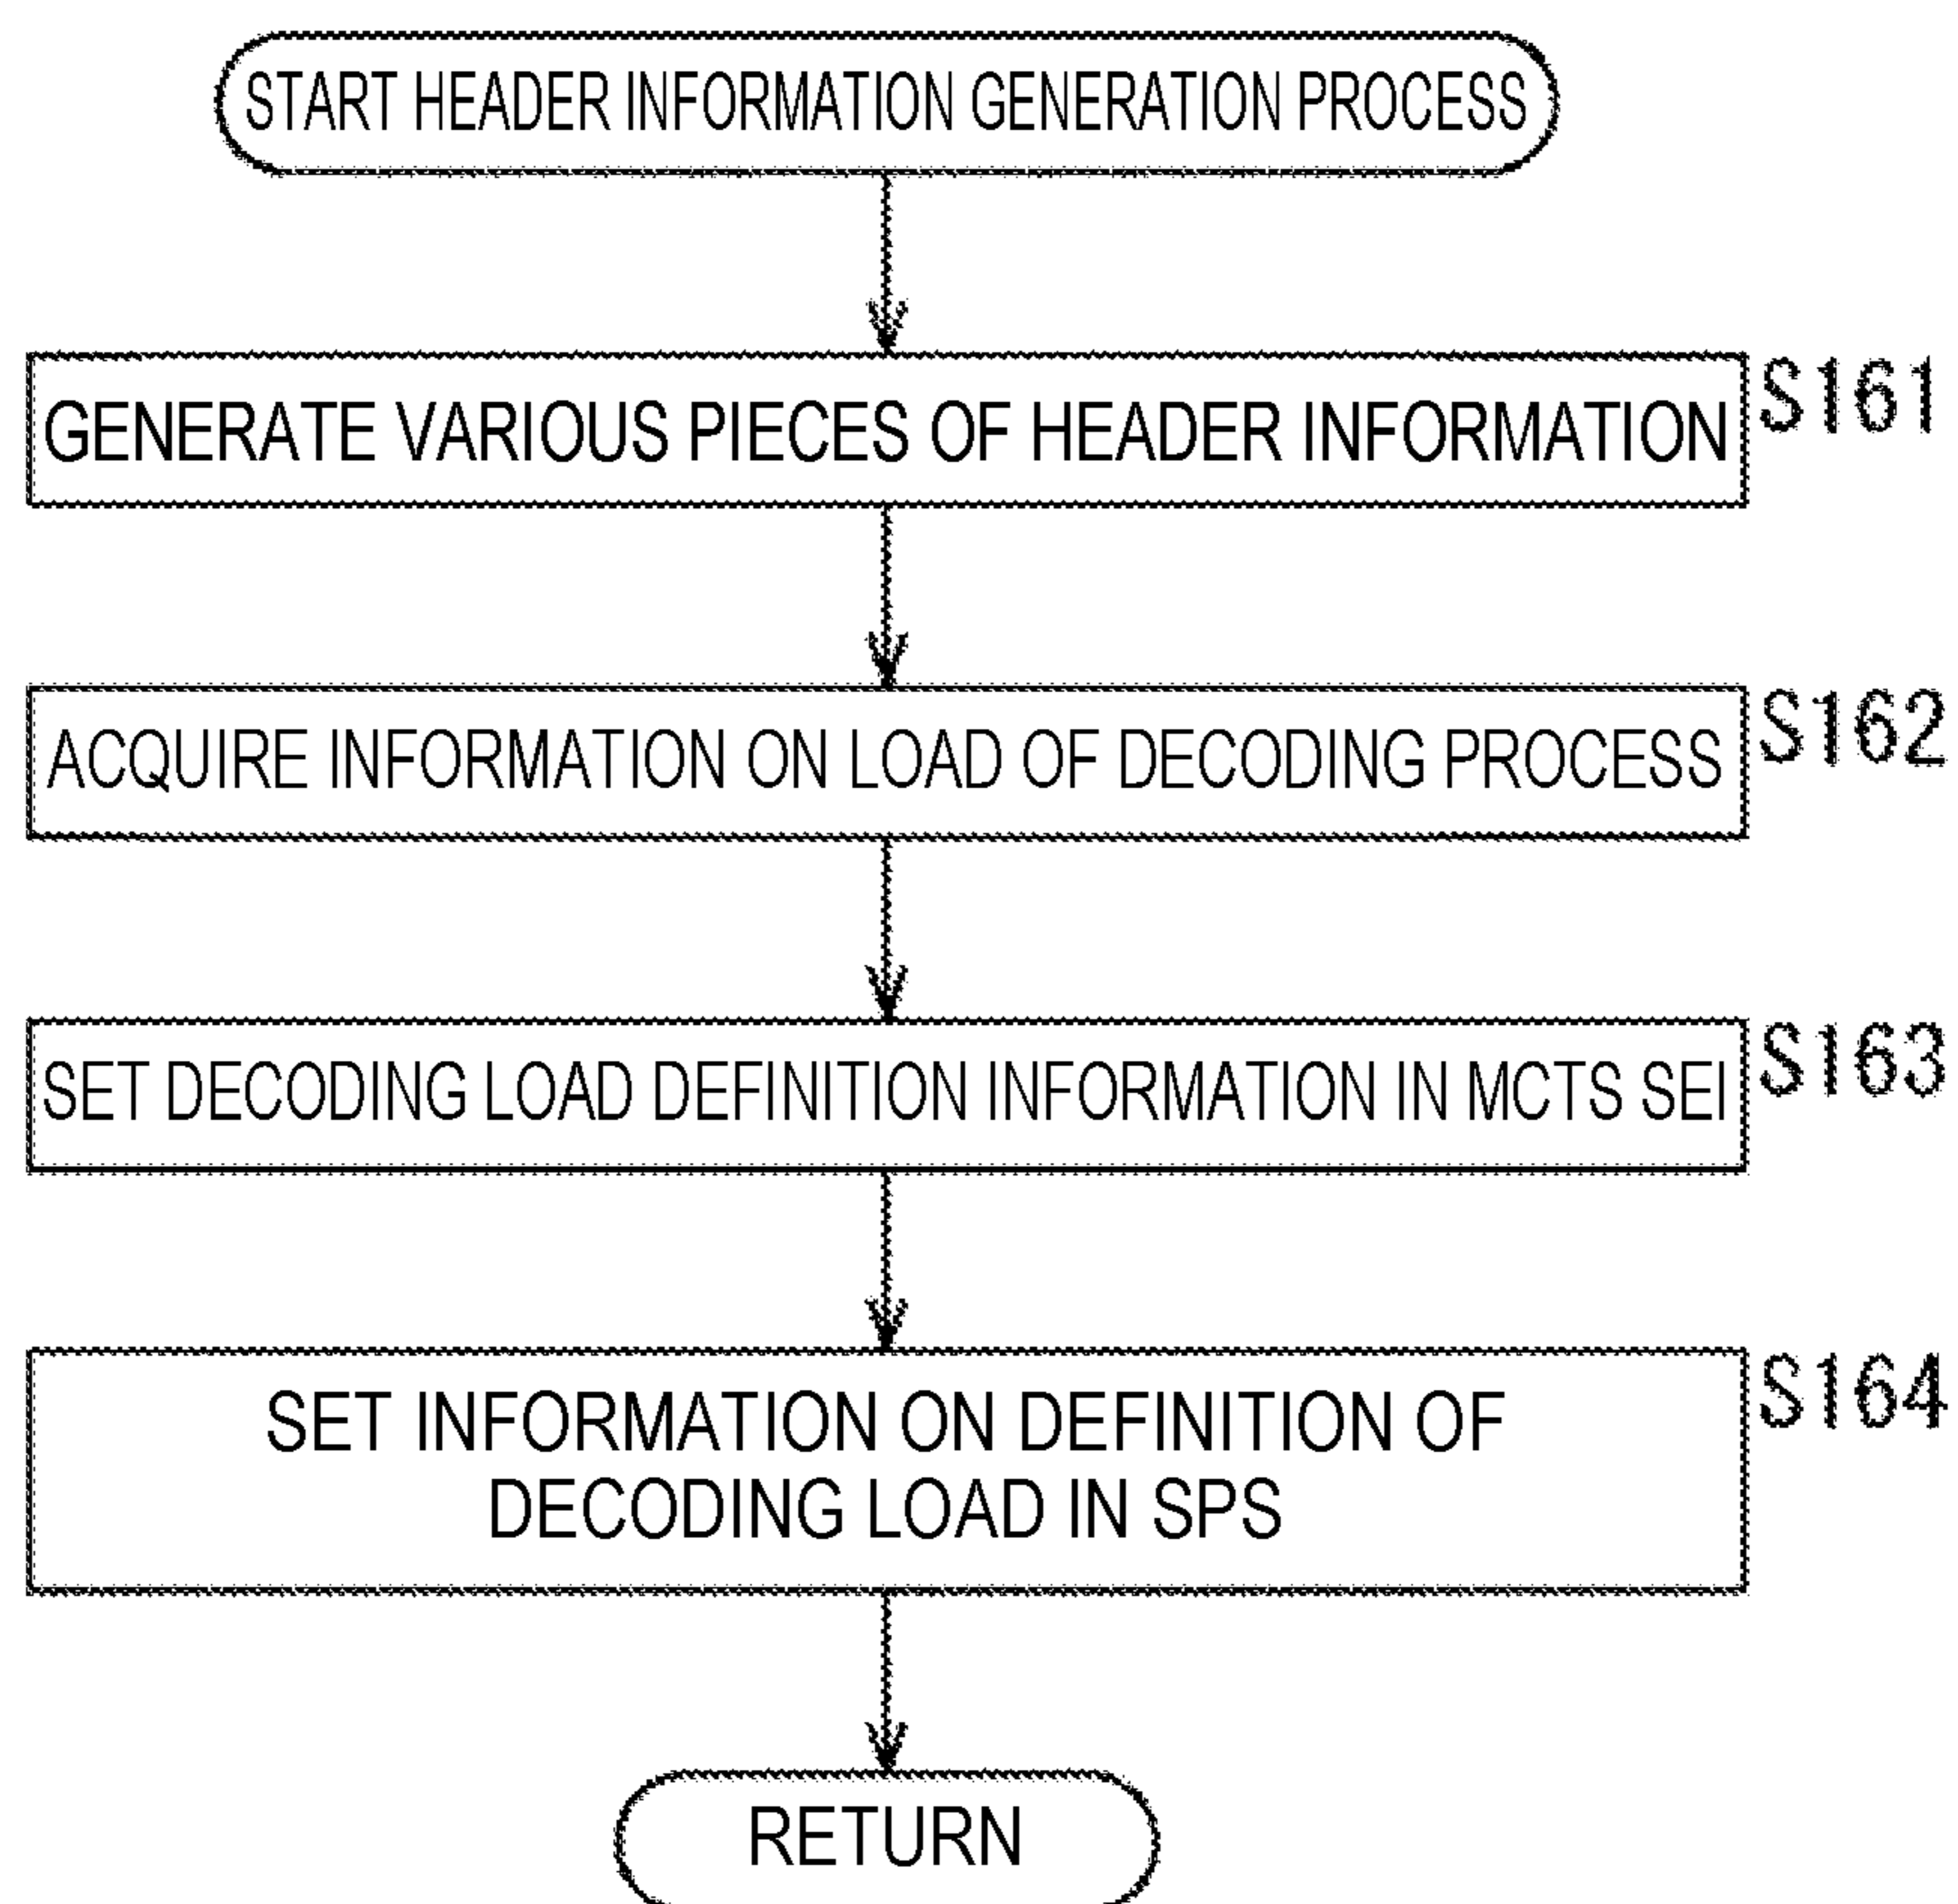 START HEADER INFORMATION GENERATION PROCESS
GENERATE VARIOUS PIECES OF HEADER INFORMATION
S161
ACQUIRE INFORMATION ON LOAD OF DECODING PROCESS
S162
SET DECODING LOAD DEFINITION INFORMATION IN MCTS SEI
S163
SET INFORMATION ON DEFINITION OF
DECODING LOAD IN SPS
S164
RETURN